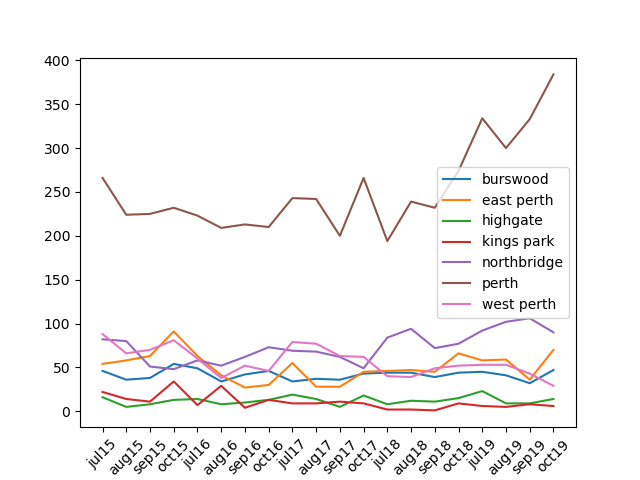 400
350
300
250
200
150
100
50
0
burswood
east perth
highgate
kings park
northbridge
perth
west perth
jul15
aug15
sep15
oct15
jul16
aug16
sep16
oct16
jul17
aug17
sep17
oct17
jul18
aug18
sep18
oct18
jul19
aug19
sep19
oct19